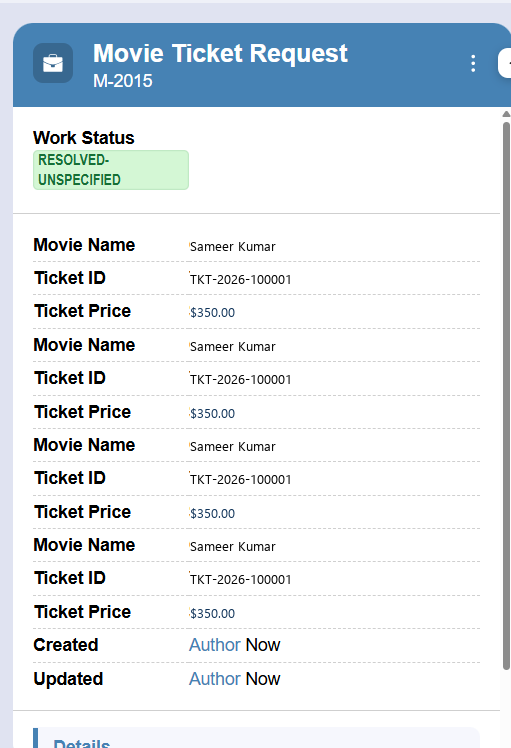 Movie Ticket Request
M-2015
Work Status
RESOLVED-
UNSPECIFIED
Movie Name Sameer Kumar
Ticket ID TKT-2026-100001
Ticket Price $350.00
Movie Name Sameer Kumar
Ticket ID TKT-2026-100001
Ticket Price $350.00
Movie Name Sameer Kumar
Ticket ID TKT-2026-100001
Ticket Price $350.00
Movie Name Sameer Kumar
Ticket ID TKT-2026-100001
Ticket Price $350.00
Created Author Now
Updated Author Now
Details